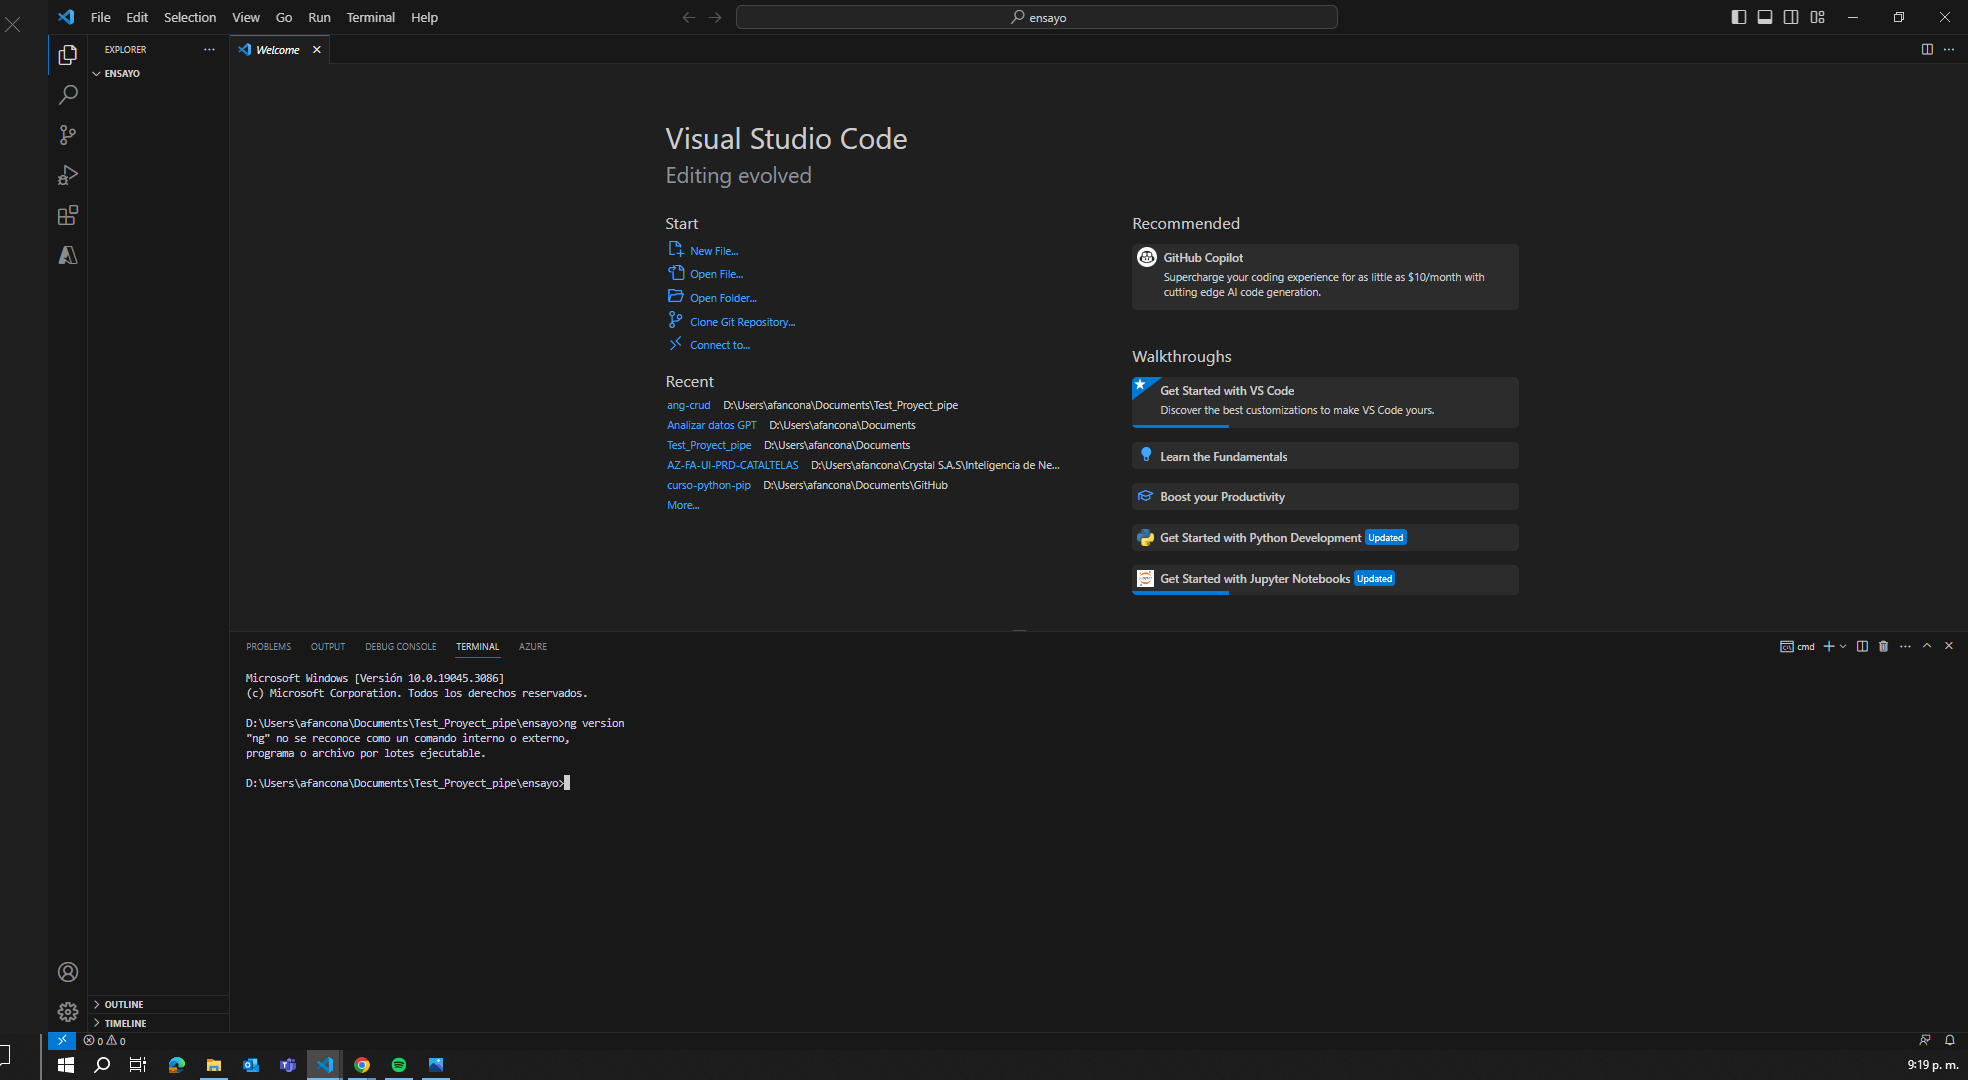 File Edit Selection View Go Run Terminal Help
ensayo
EXPLORER
Welcome
ENSAYO
Visual Studio Code
Editing evolved
Start
New File...
Open File...
Open Folder...
Clone Git Repository...
Connect to...
Recent
ang-crud D:\Users\afancona\Documents\Test_Proyect_pipe
Analizar datos GPT D:\Users\afancona\Documents
Test_Proyect_pipe D:\Users\afancona\Documents
AZ-FA-UI-PRD-CATALTELAS D:\Users\afancona\Crystal S.A.S\Inteligencia de Ne...
curso-python-pip D:\Users\afancona\Documents\GitHub
More...
Recommended
GitHub Copilot
Supercharge your coding experience for as little as $10/month with
cutting edge AI code generation.
Walkthroughs
Get Started with VS Code
Discover the best customizations to make VS Code yours.
Learn the Fundamentals
Boost your Productivity
Get Started with Python Development Updated
Get Started with Jupyter Notebooks Updated
PROBLEMS OUTPUT DEBUG CONSOLE TERMINAL AZURE
cmd
Microsoft Windows [Versión 10.0.19045.3086]
(c) Microsoft Corporation. Todos los derechos reservados.
D:\Users\afancona\Documents\Test_Proyect_pipe\ensayo>ng version
"ng" no se reconoce como un comando interno o externo,
programa o archivo por lotes ejecutable.
D:\Users\afancona\Documents\Test_Proyect_pipe\ensayo>
OUTLINE
TIMELINE
0 0
9:19 p. m.